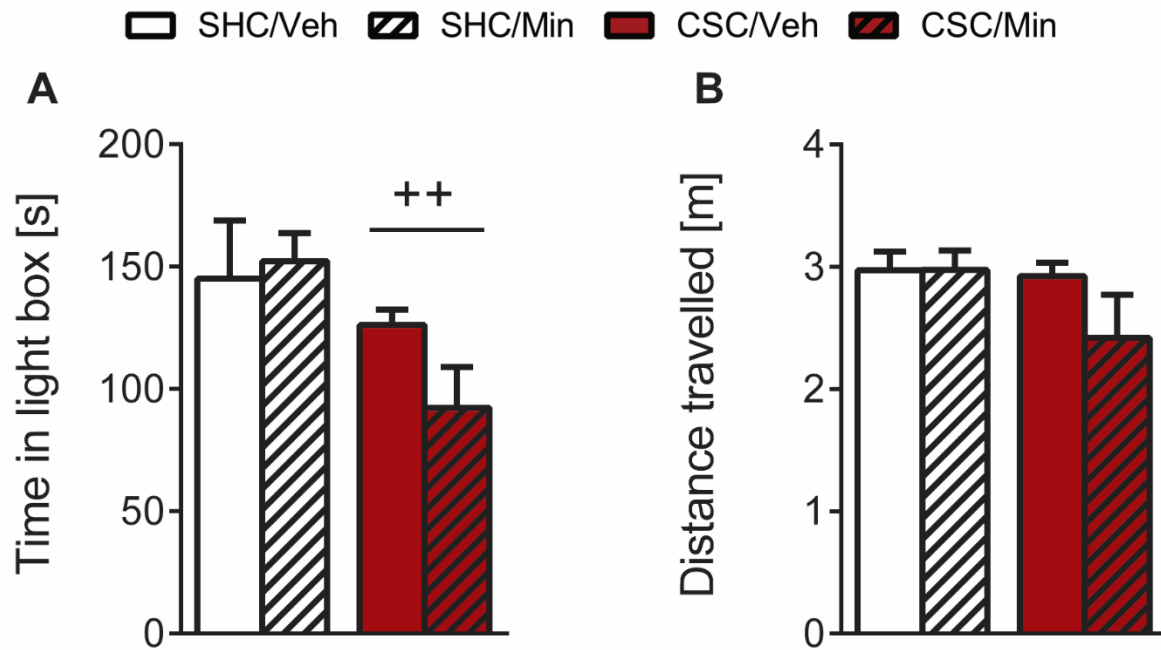 SHC/Veh SHC/Min CSC/Veh CSC/Min
A
B
Time in light box [s]
200
150
100
50
0
++
Distance travelled [m]
4
3
2
1
0